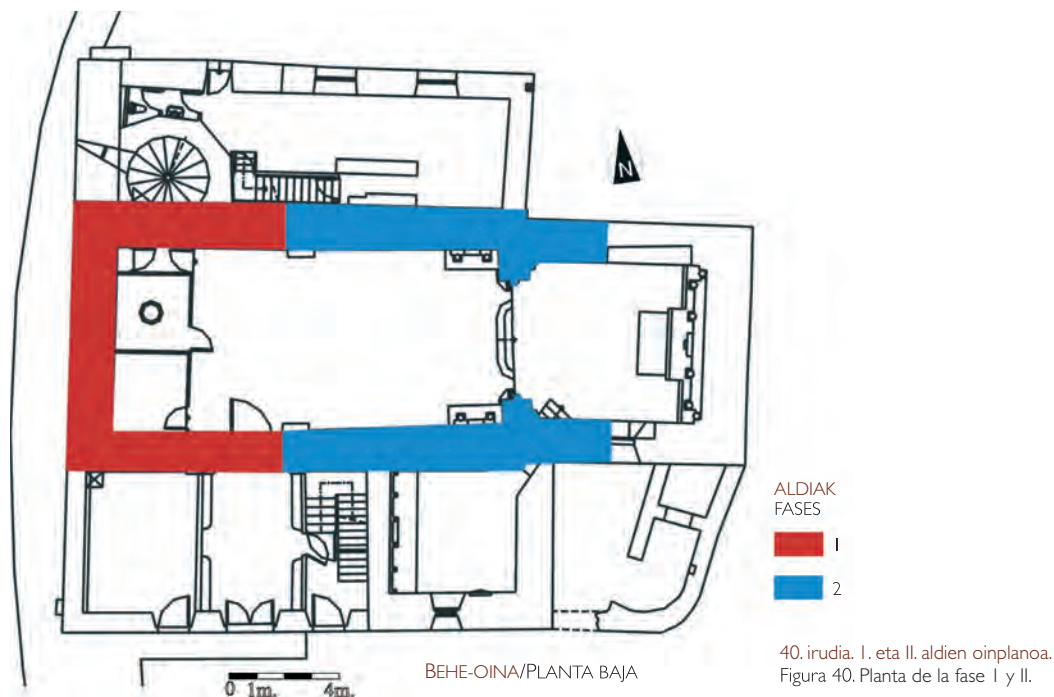 N
ALDIAK
FASES
1
2
BEHE-OINA/PLANTA BAJA
0 1m. 4m.
40. irudia. I. eta II. aldien oinplanoa.
Figura 40. Planta de la fase I y II.